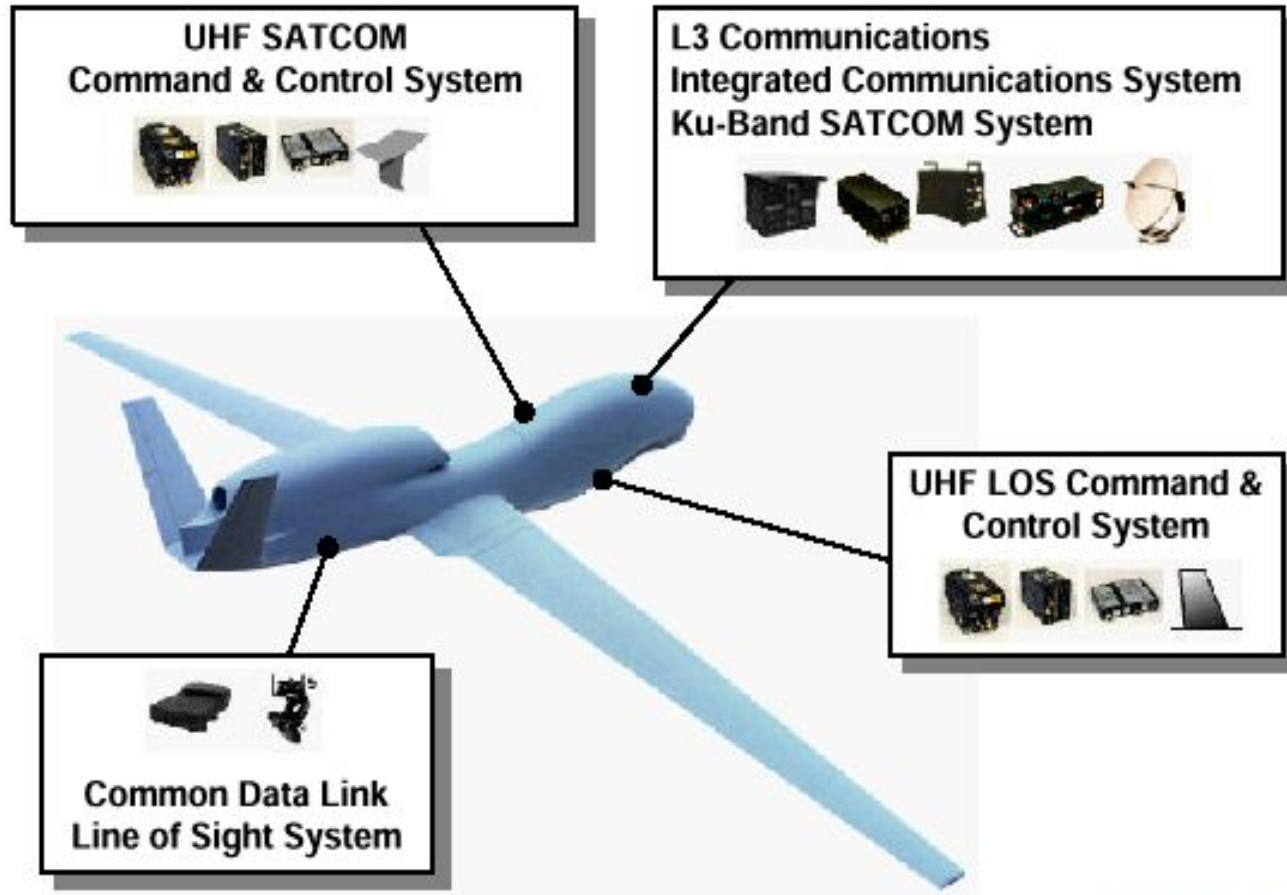 UHF SATCOM
Command & Control System
L3 Communications
Integrated Communications System
Ku-Band SATCOM System
UHF LOS Command &
Control System
Common Data Link
Line of Sight System